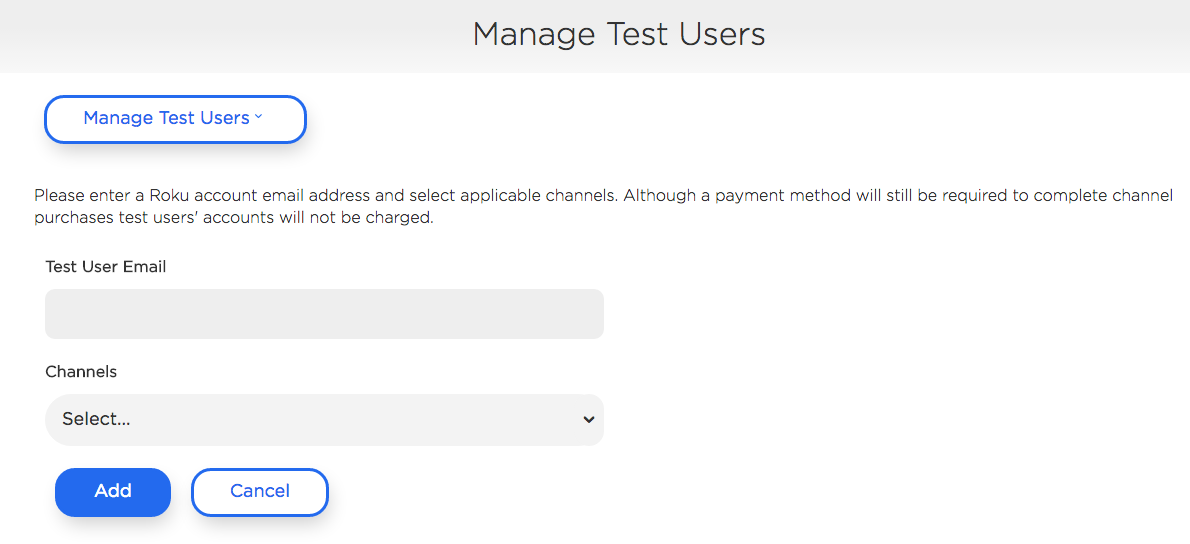 Manage Test Users
Manage Test Users
Please enter a Roku account email address and select applicable channels. Although a payment method will still be required to complete channel
purchases test users' accounts will not be charged.
Test User Email
Channels
Select...
Add
Cancel